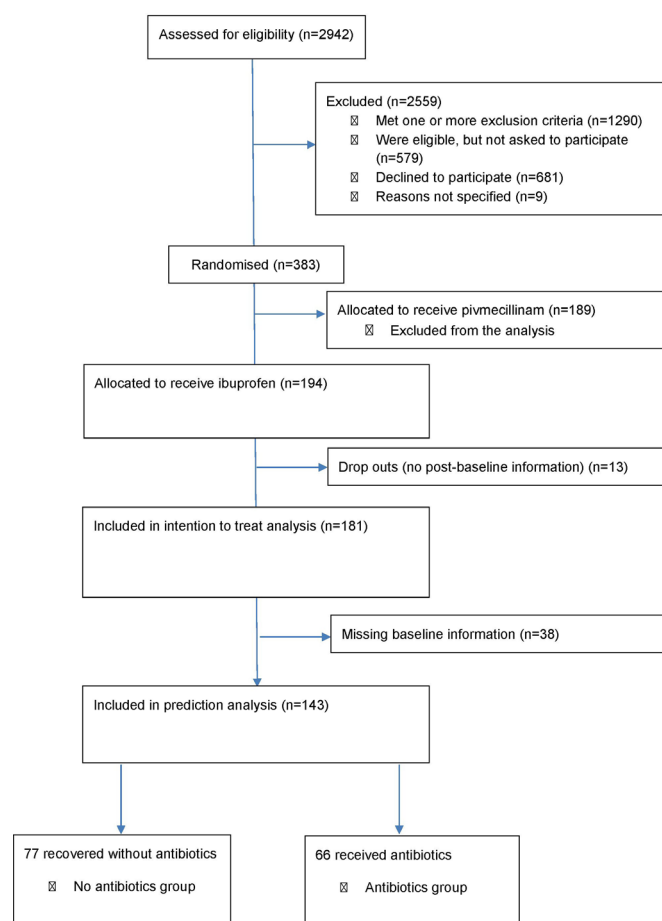 Assessed for eligibility (n=2942)
Excluded (n=2559)
Met one or more exclusion criteria (n=1290)
Were eligible, but not asked to participate
(n=579)
Declined to participate (n=681)
Reasons not specified (n=9)
Randomised (n=383)
Allocated to receive pivmecillinam (n=189)
Excluded from the analysis
Allocated to receive ibuprofen (n=194)
Drop outs (no post-baseline information) (n=13)
Included in intention to treat analysis (n=181)
Missing baseline information (n=38)
Included in prediction analysis (n=143)
77 recovered without antibiotics
No antibiotics group
66 received antibiotics
Antibiotics group